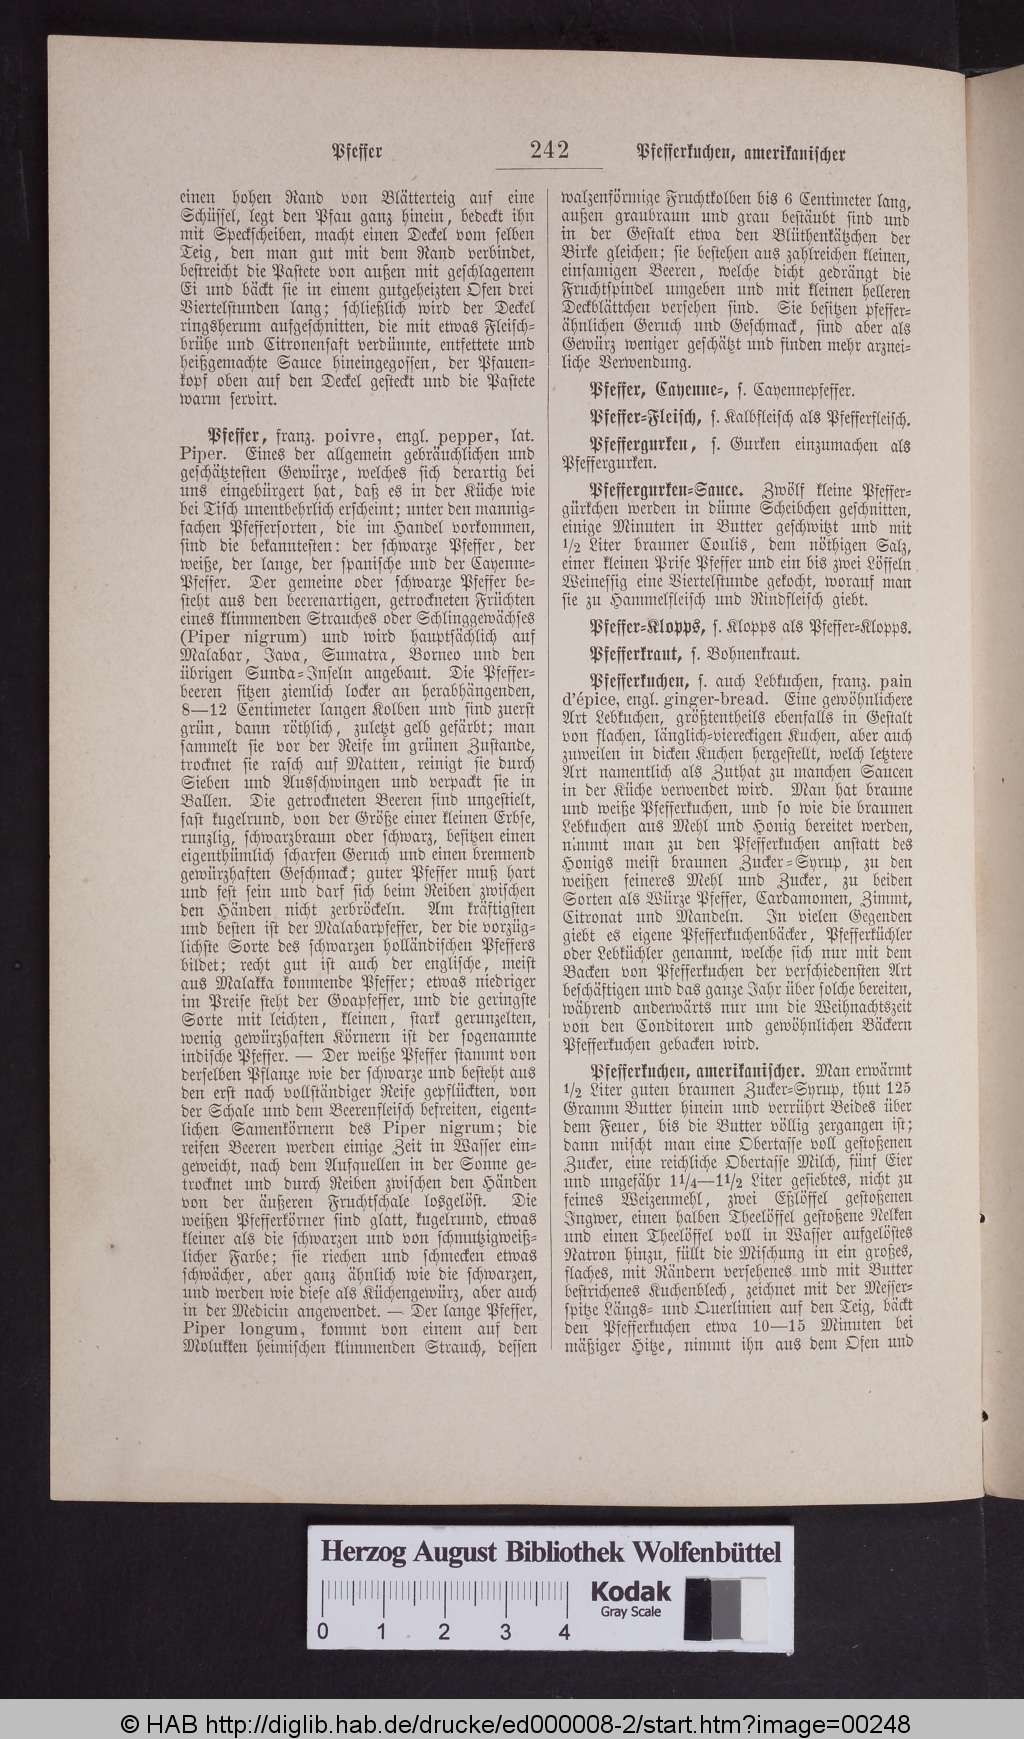 Pfeffer 242 Pfefferkuchen, amerikanischer
einen hohen Rand von Blätterteig auf eine
Schüssel, legt den Pfau ganz hinein, bedeckt ihn
mit Speckscheiben, macht einen Deckel vom selben
Teig, den man gut mit dem Rand verbindet,
bestreicht die Pastete von außen mit geschlagenem
Ei und bäckt sie in einem gutgeheizten Ofen drei
Viertelstunden lang; schließlich wird der Deckel
ringsherum aufgeschnitten, die mit etwas Fleisch-
brühe und Citronensaft verdünnte, entfettete und
heißgemachte Sauce hineingegossen, der Pfauen-
kopf oben auf den Deckel gesteckt und die Pastete
warm servirt.
Pfeffer, franz. poivre, engl. pepper, lat.
Piper. Eines der allgemein gebräuchlichen und
geschätztesten Gewürze, welches sich derartig bei
uns eingebürgert hat, daß es in der Küche wie
bei Tisch unentbehrlich erscheint; unter den mannig-
fachen Pfeffersorten, die im Handel vorkommen,
sind die bekanntesten: der schwarze Pfeffer, der
weiße, der lange, der spanische und der Cayenne-
Pfeffer. Der gemeine oder schwarze Pfeffer be-
steht aus den beerenartigen, getrockneten Früchten
eines klimmenden Strauches oder Schlinggewächses
(Piper nigrum) und wird hauptsächlich auf
Malabar, Java, Sumatra, Borneo und den
übrigen Sunda-Inseln angebaut. Die Pfeffer-
beeren sitzen ziemlich locker an herabhängenden,
8—12 Centimeter langen Kolben und sind zuerst
grün, dann röthlich, zuletzt gelb gefärbt; man
sammelt sie vor der Reife im grünen Zustande,
trocknet sie rasch auf Matten, reinigt sie durch
Sieben und Ausschwingen und verpackt sie in
Ballen. Die getrockneten Beeren sind ungestielt,
fast kugelrund, von der Größe einer kleinen Erbse,
runzlig, schwarzbraun oder schwarz, besitzen einen
eigenthümlich scharfen Geruch und einen brennend
gewürzhaften Geschmack; guter Pfeffer muß hart
und fest sein und darf sich beim Reiben zwischen
den Händen nicht zerbröckeln. Am kräftigsten
und besten ist der Malabarpfeffer, der die vorzüg-
lichste Sorte des schwarzen holländischen Pfeffers
bildet; recht gut ist auch der englische, meist
aus Malakka kommende Pfeffer; etwas niedriger
im Preise steht der Goapfeffer, und die geringste
Sorte mit leichten, kleinen, stark gerunzelten,
wenig gewürzhaften Körnern ist der sogenannte
indische Pfeffer. — Der weiße Pfeffer stammt von
derselben Pflanze wie der schwarze und besteht aus
den erst nach vollständiger Reife gepflückten, von
der Schale und dem Beerenfleisch befreiten, eigent-
lichen Samenkörnern des Piper nigrum; die
reifen Beeren werden einige Zeit in Wasser ein-
geweicht, nach dem Aufquellen in der Sonne ge-
trocknet und durch Reiben zwischen den Händen
von der äußeren Fruchtschale losgelöst. Die
weißen Pfefferkörner sind glatt, kugelrund, etwas
kleiner als die schwarzen und von schmutzigweiß-
licher Farbe; sie riechen und schmecken etwas
schwächer, aber ganz ähnlich wie die schwarzen,
und werden wie diese als Küchengewürz, aber auch
in der Medicin angewendet. — Der lange Pfeffer,
Piper longum, kommt von einem auf den
Molukken heimischen klimmenden Strauch, dessen
walzenförmige Fruchtkolben bis 6 Centimeter lang,
außen graubraun und grau bestäubt sind und
in der Gestalt etwa den Blüthenkätzchen der
Birke gleichen; sie bestehen aus zahlreichen kleinen,
einsamigen Beeren, welche dicht gedrängt die
Fruchtspindel umgeben und mit kleinen helleren
Deckblättchen versehen sind. Sie besitzen pfeffer-
ähnlichen Geruch und Geschmack, sind aber als
Gewürz weniger geschätzt und finden mehr arznei-
liche Verwendung.
Pfeffer, Cayenne-, s. Cayennepfeffer.
Pfeffer-Fleisch, s. Kalbfleisch als Pfefferfleisch.
Pfeffergurken, s. Gurken einzumachen als
Pfeffergurken.
Pfeffergurken-Sauce. Zwölf kleine Pfeffer-
gürkchen werden in dünne Scheibchen geschnitten,
einige Minuten in Butter geschwitzt und mit
1/2 Liter brauner Coulis, dem nöthigen Salz,
einer kleinen Prise Pfeffer und ein bis zwei Löffeln
Weinessig eine Viertelstunde gekocht, worauf man
sie zu Hammelfleisch und Rindfleisch giebt.
Pfeffer-Klopps, s. Klopps als Pfeffer-Klopps.
Pfefferkraut, s. Bohnenkraut.
Pfefferkuchen, s. auch Lebkuchen, franz. pain
d'épice, engl. ginger-bread. Eine gewöhnlichere
Art Lebkuchen, größtentheils ebenfalls in Gestalt
von flachen, länglich-viereckigen Kuchen, aber auch
zuweilen in dicken Kuchen hergestellt, welch letztere
Art namentlich als Zuthat zu manchen Saucen
in der Küche verwendet wird. Man hat braune
und weiße Pfefferkuchen, und so wie die braunen
Lebkuchen aus Mehl und Honig bereitet werden,
nimmt man zu den Pfefferkuchen anstatt des
Honigs meist braunen Zucker-Syrup, zu den
weißen feineres Mehl und Zucker, zu beiden
Sorten als Würze Pfeffer, Cardamomen, Zimmt,
Citronat und Mandeln. In vielen Gegenden
giebt es eigene Pfefferkuchenbäcker, Pfefferküchler
oder Lebküchler genannt, welche sich nur mit dem
Backen von Pfefferkuchen der verschiedensten Art
beschäftigen und das ganze Jahr über solche bereiten,
während anderwärts nur um die Weihnachtszeit
von den Conditoren und gewöhnlichen Bäckern
Pfefferkuchen gebacken wird.
Pfefferkuchen, amerikanischer. Man erwärmt
1/2 Liter guten braunen Zucker-Syrup, thut 125
Gramm Butter hinein und verrührt Beides über
dem Feuer, bis die Butter völlig zergangen ist;
dann mischt man eine Obertasse voll gestoßenen
Zucker, eine reichliche Obertasse Milch, fünf Eier
und ungefähr 11/4—11/2 Liter gesiebtes, nicht zu
feines Weizenmehl, zwei Eßlöffel gestoßenen
Ingwer, einen halben Theelöffel gestoßene Nelken
und einen Theelöffel voll in Wasser aufgelöstes
Natron hinzu, füllt die Mischung in ein großes,
flaches, mit Rändern versehenes und mit Butter
bestrichenes Kuchenblech, zeichnet mit der Messer-
spitze Längs- und Querlinien auf den Teig, bäckt
den Pfefferkuchen etwa 10—15 Minuten bei
mäßiger Hitze, nimmt ihn aus dem Ofen und
Herzog August Bibliothek Wolfenbüttel
Kodak
Gray Scale
0 1 2 3 4
© HAB http://diglib.hab.de/drucke/ed000008-2/start.htm?image=00248